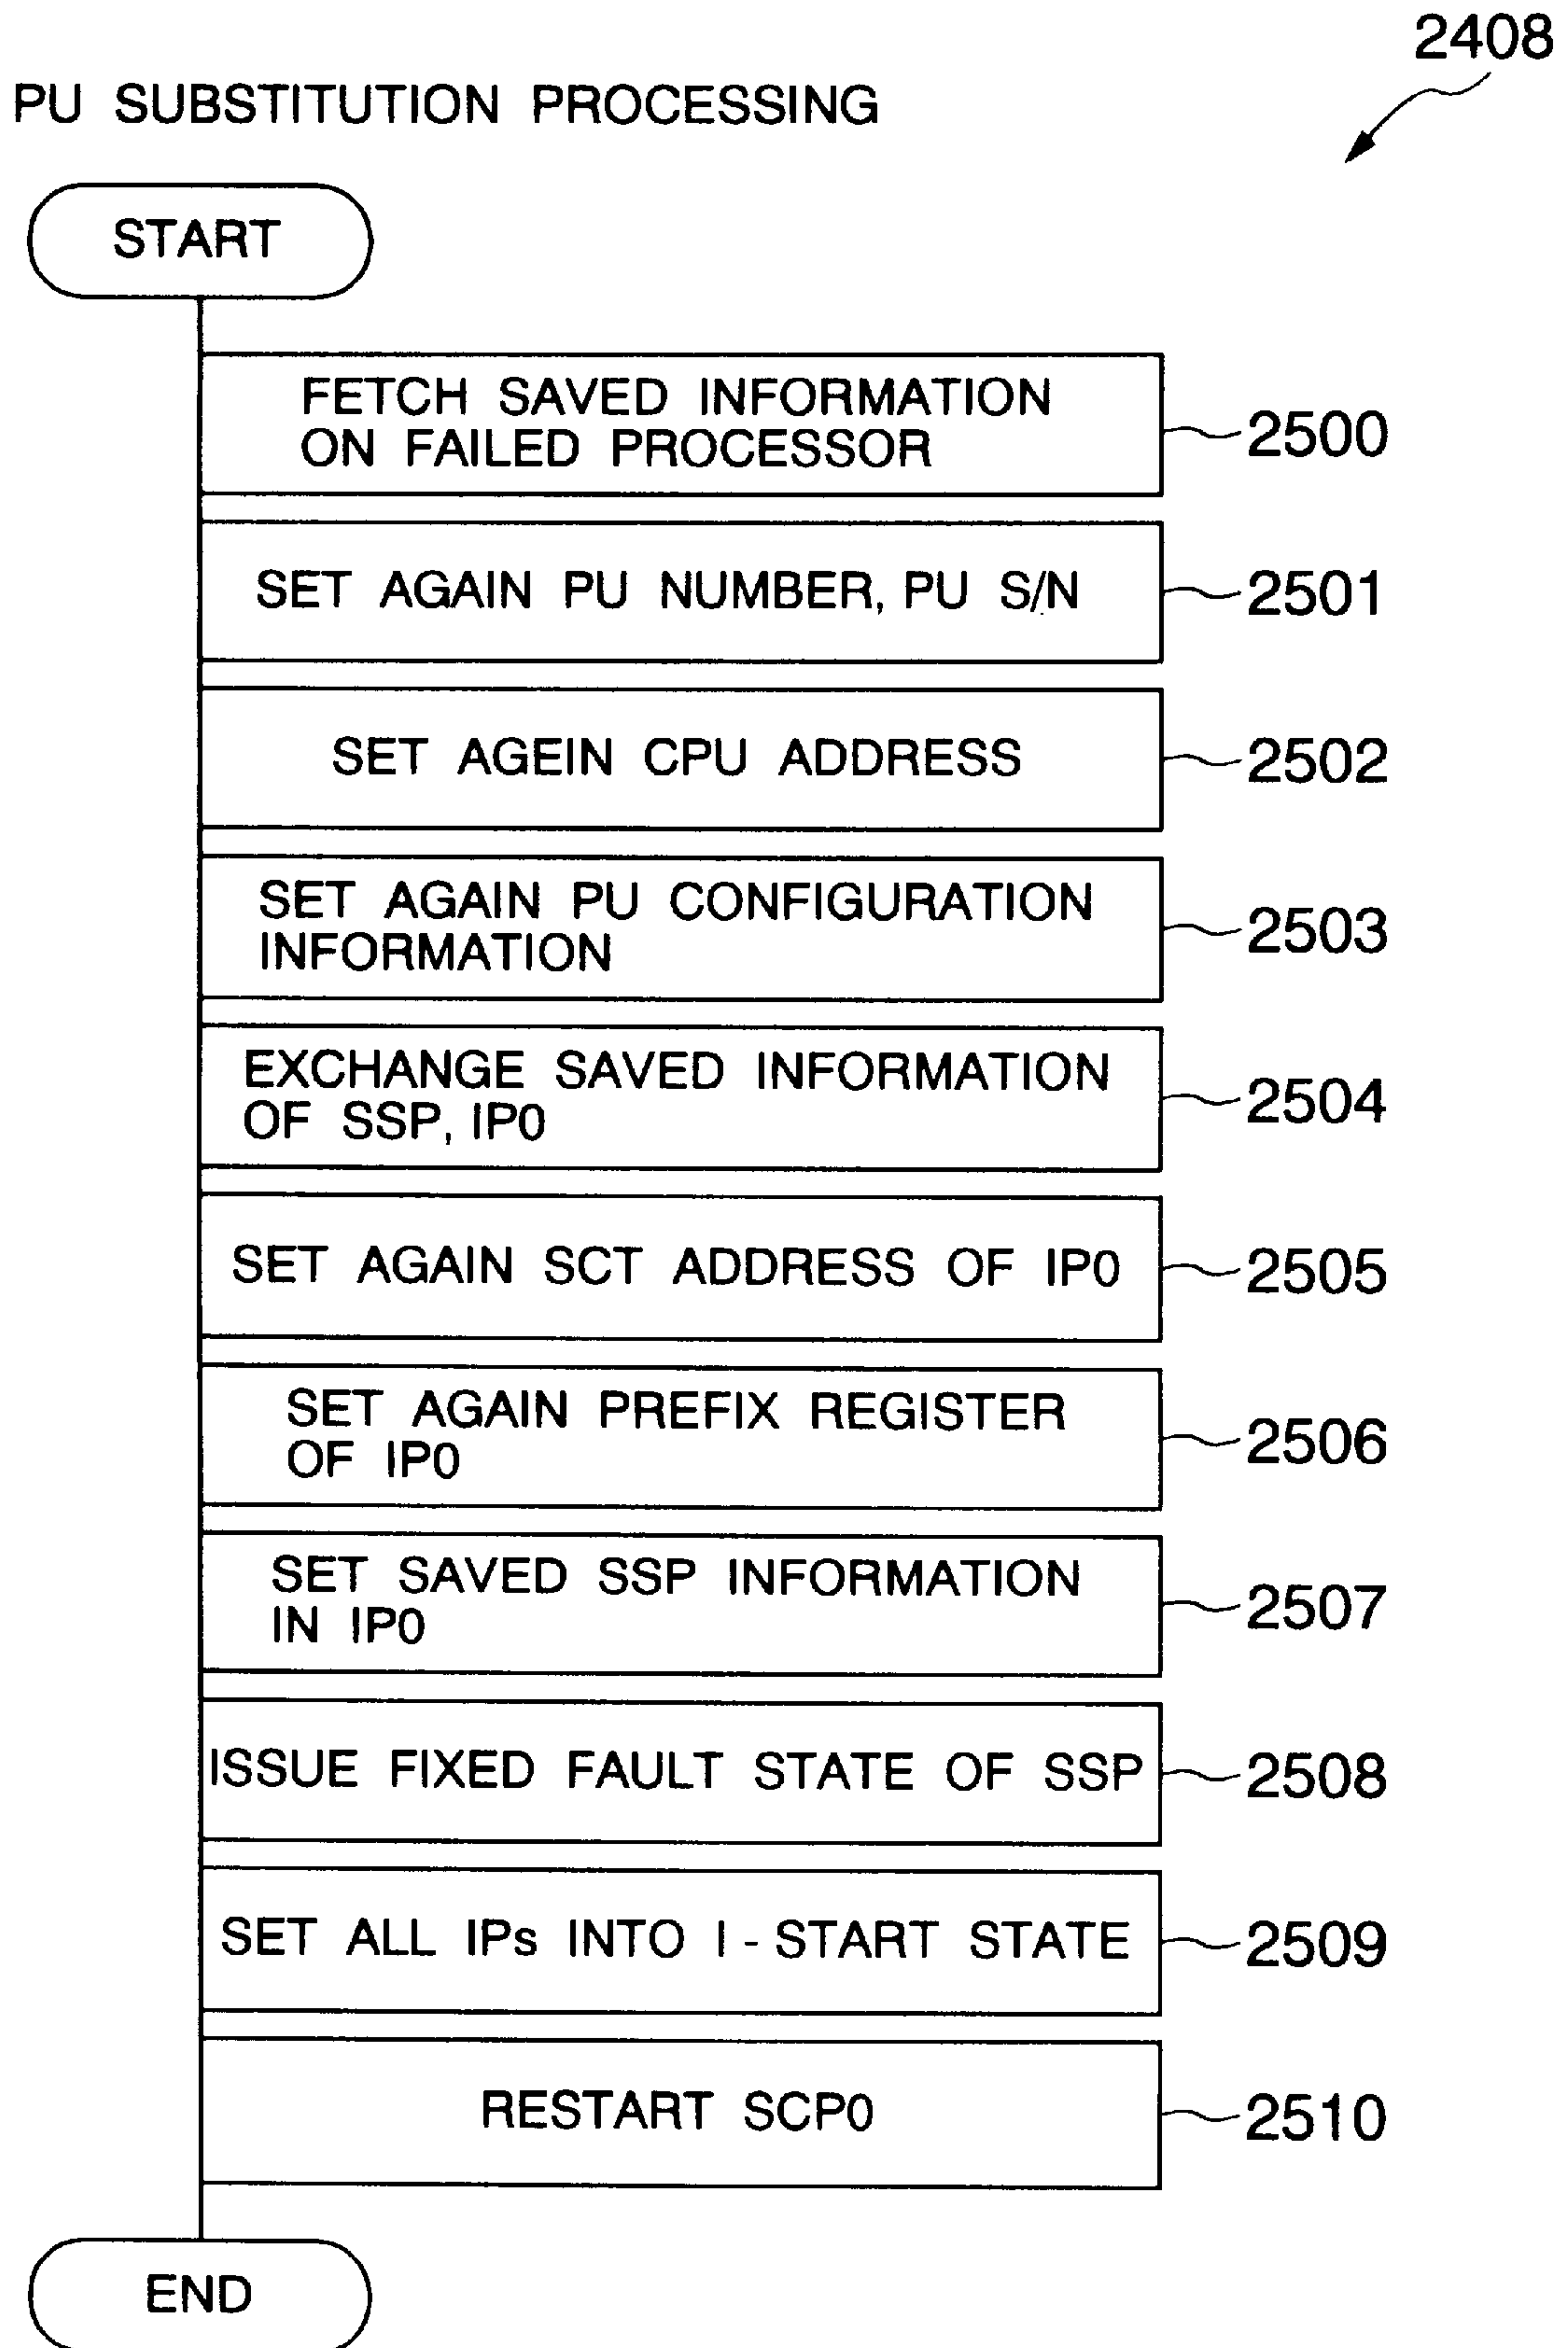 2408
PU SUBSTITUTION PROCESSING
START
FETCH SAVED INFORMATION
ON FAILED PROCESSOR
2500
SET AGAIN PU NUMBER, PU S/N
2501
SET AGEIN CPU ADDRESS
2502
SET AGAIN PU CONFIGURATION
INFORMATION
2503
EXCHANGE SAVED INFORMATION
OF SSP, IP0
2504
SET AGAIN SCT ADDRESS OF IP0
2505
SET AGAIN PREFIX REGISTER
OF IP0
2506
SET SAVED SSP INFORMATION
IN IP0
2507
ISSUE FIXED FAULT STATE OF SSP
2508
SET ALL IPs INTO I - START STATE
2509
RESTART SCP0
2510
END